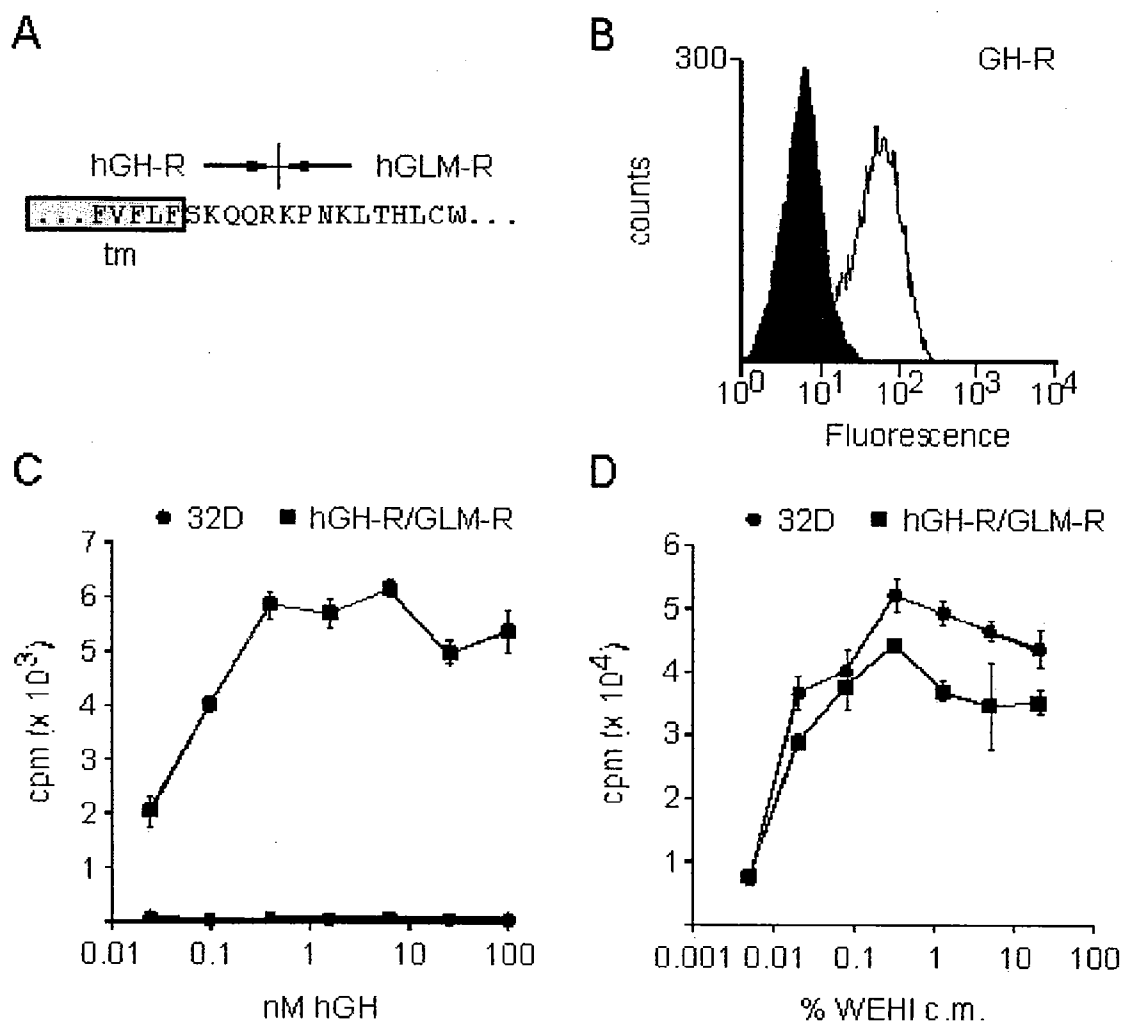 A
hGH-R hGLM-R
...FVFLFSKQQRKPNKLTHLCW...
tm
B
300
GH-R
counts
10^0 10^1 10^2 10^3 10^4
Fluorescence
C
32D hGH-R/GLM-R
7
6
5
4
3
2
1
cpm (x 10^3)
0.01 0.1 1 10 100
nM hGH
D
32D hGH-R/GLM-R
6
5
4
3
2
1
cpm (x 10^4)
0.001 0.01 0.1 1 10 100
% WEHI c.m.